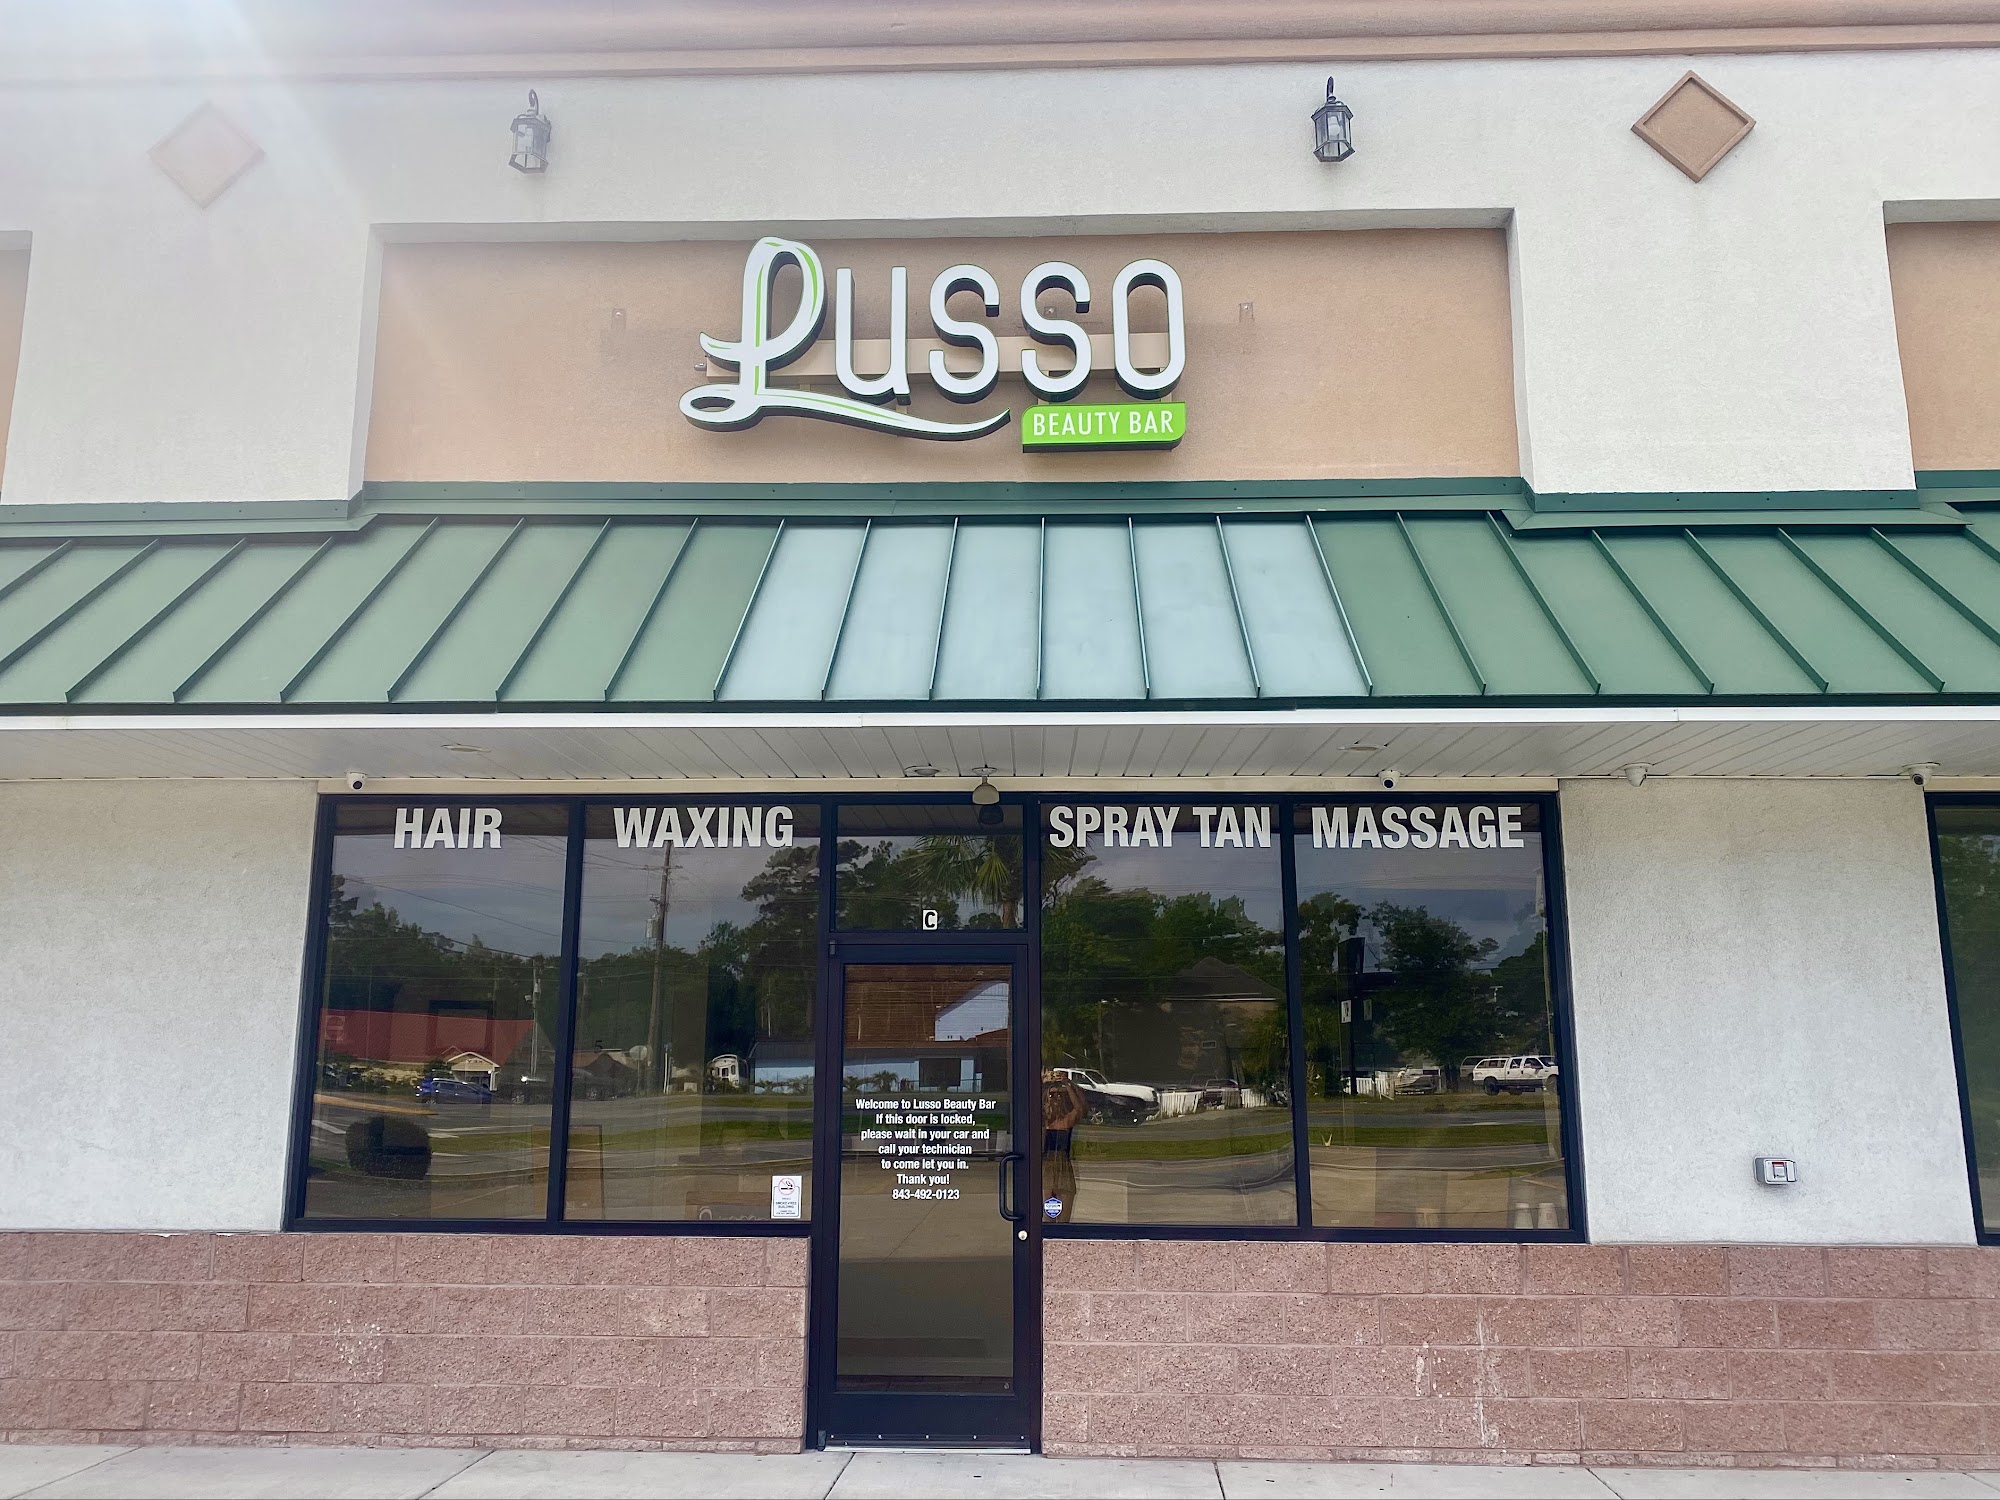 Lusso
BEAUTY BAR
HAIR
WAXING
SPRAY TAN
MASSAGE
C
Welcome to Lusso Beauty Bar
If this door is locked,
please wait in your car and
call your technician
to come let you in.
Thank you!
843-492-0123